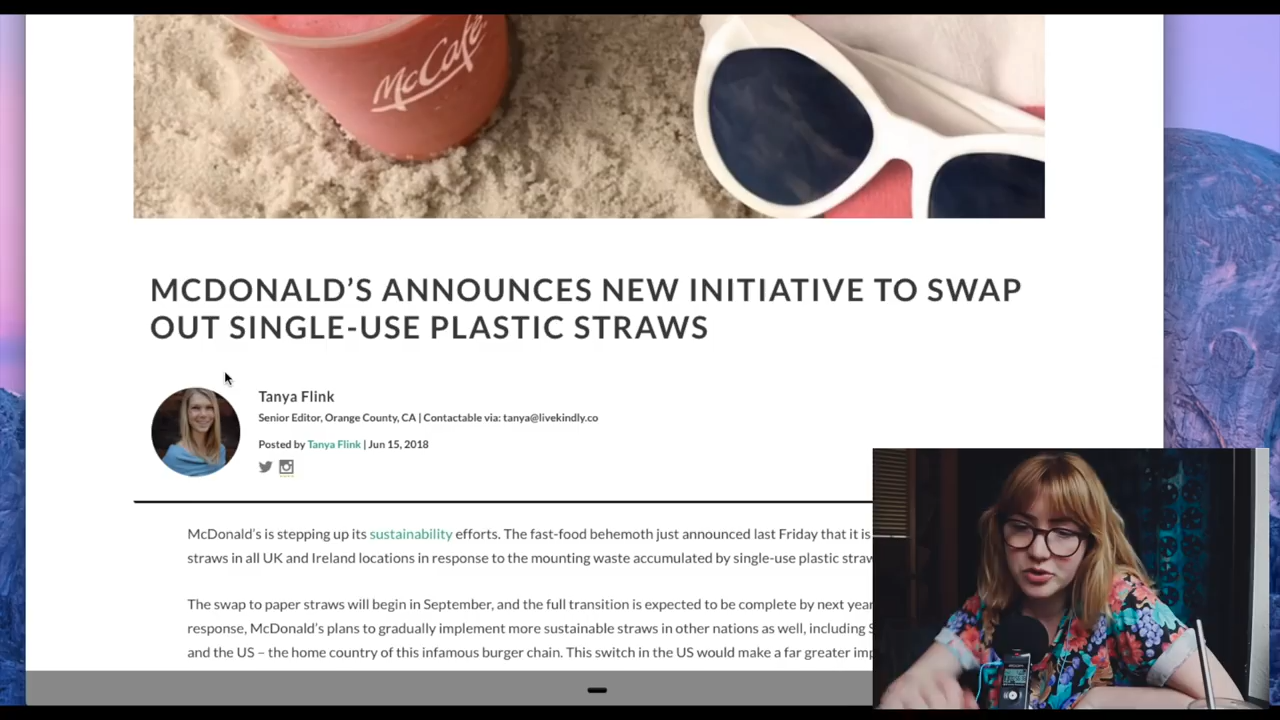 McCafé
MCDONALD'S ANNOUNCES NEW INITIATIVE TO SWAP
OUT SINGLE-USE PLASTIC STRAWS
Tanya Flink
Senior Editor, Orange County, CA | Contactable via: tanya@livekindly.co
Posted by Tanya Flink | Jun 15, 2018
McDonald's is stepping up its sustainability efforts. The fast-food behemoth just announced last Friday that it is
straws in all UK and Ireland locations in response to the mounting waste accumulated by single-use plastic
The swap to paper straws will begin in September, and the full transition is expected to be complete by next year
response, McDonald's plans to gradually implement more sustainable straws in other nations as well, including
and the US – the home country of this infamous burger chain. This switch in the US would make a far greater